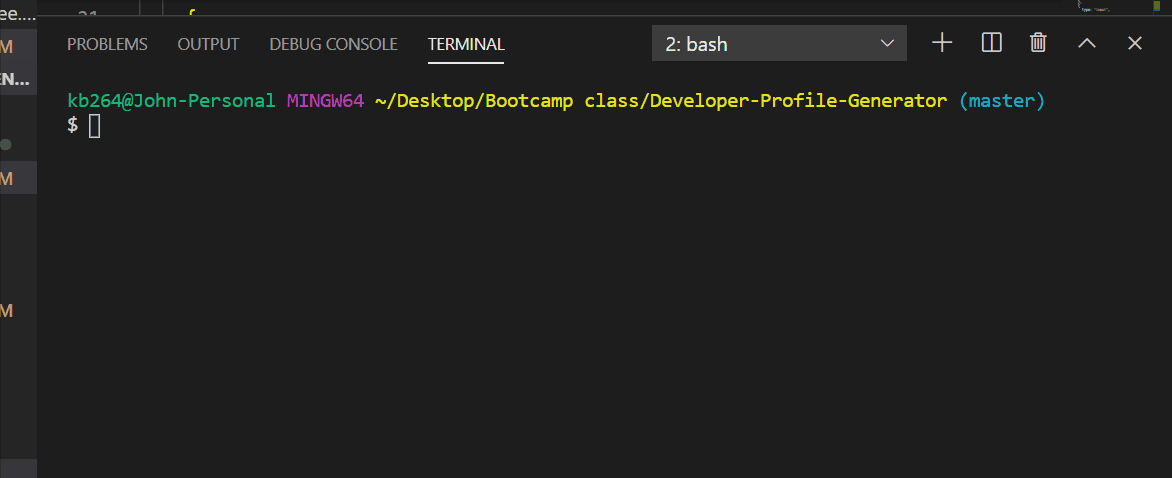 ee....
21 {
M
PROBLEMS OUTPUT DEBUG CONSOLE TERMINAL 2: bash
EN...
kb264@John-Personal MINGW64 ~/Desktop/Bootcamp class/Developer-Profile-Generator (master)
$
M
M